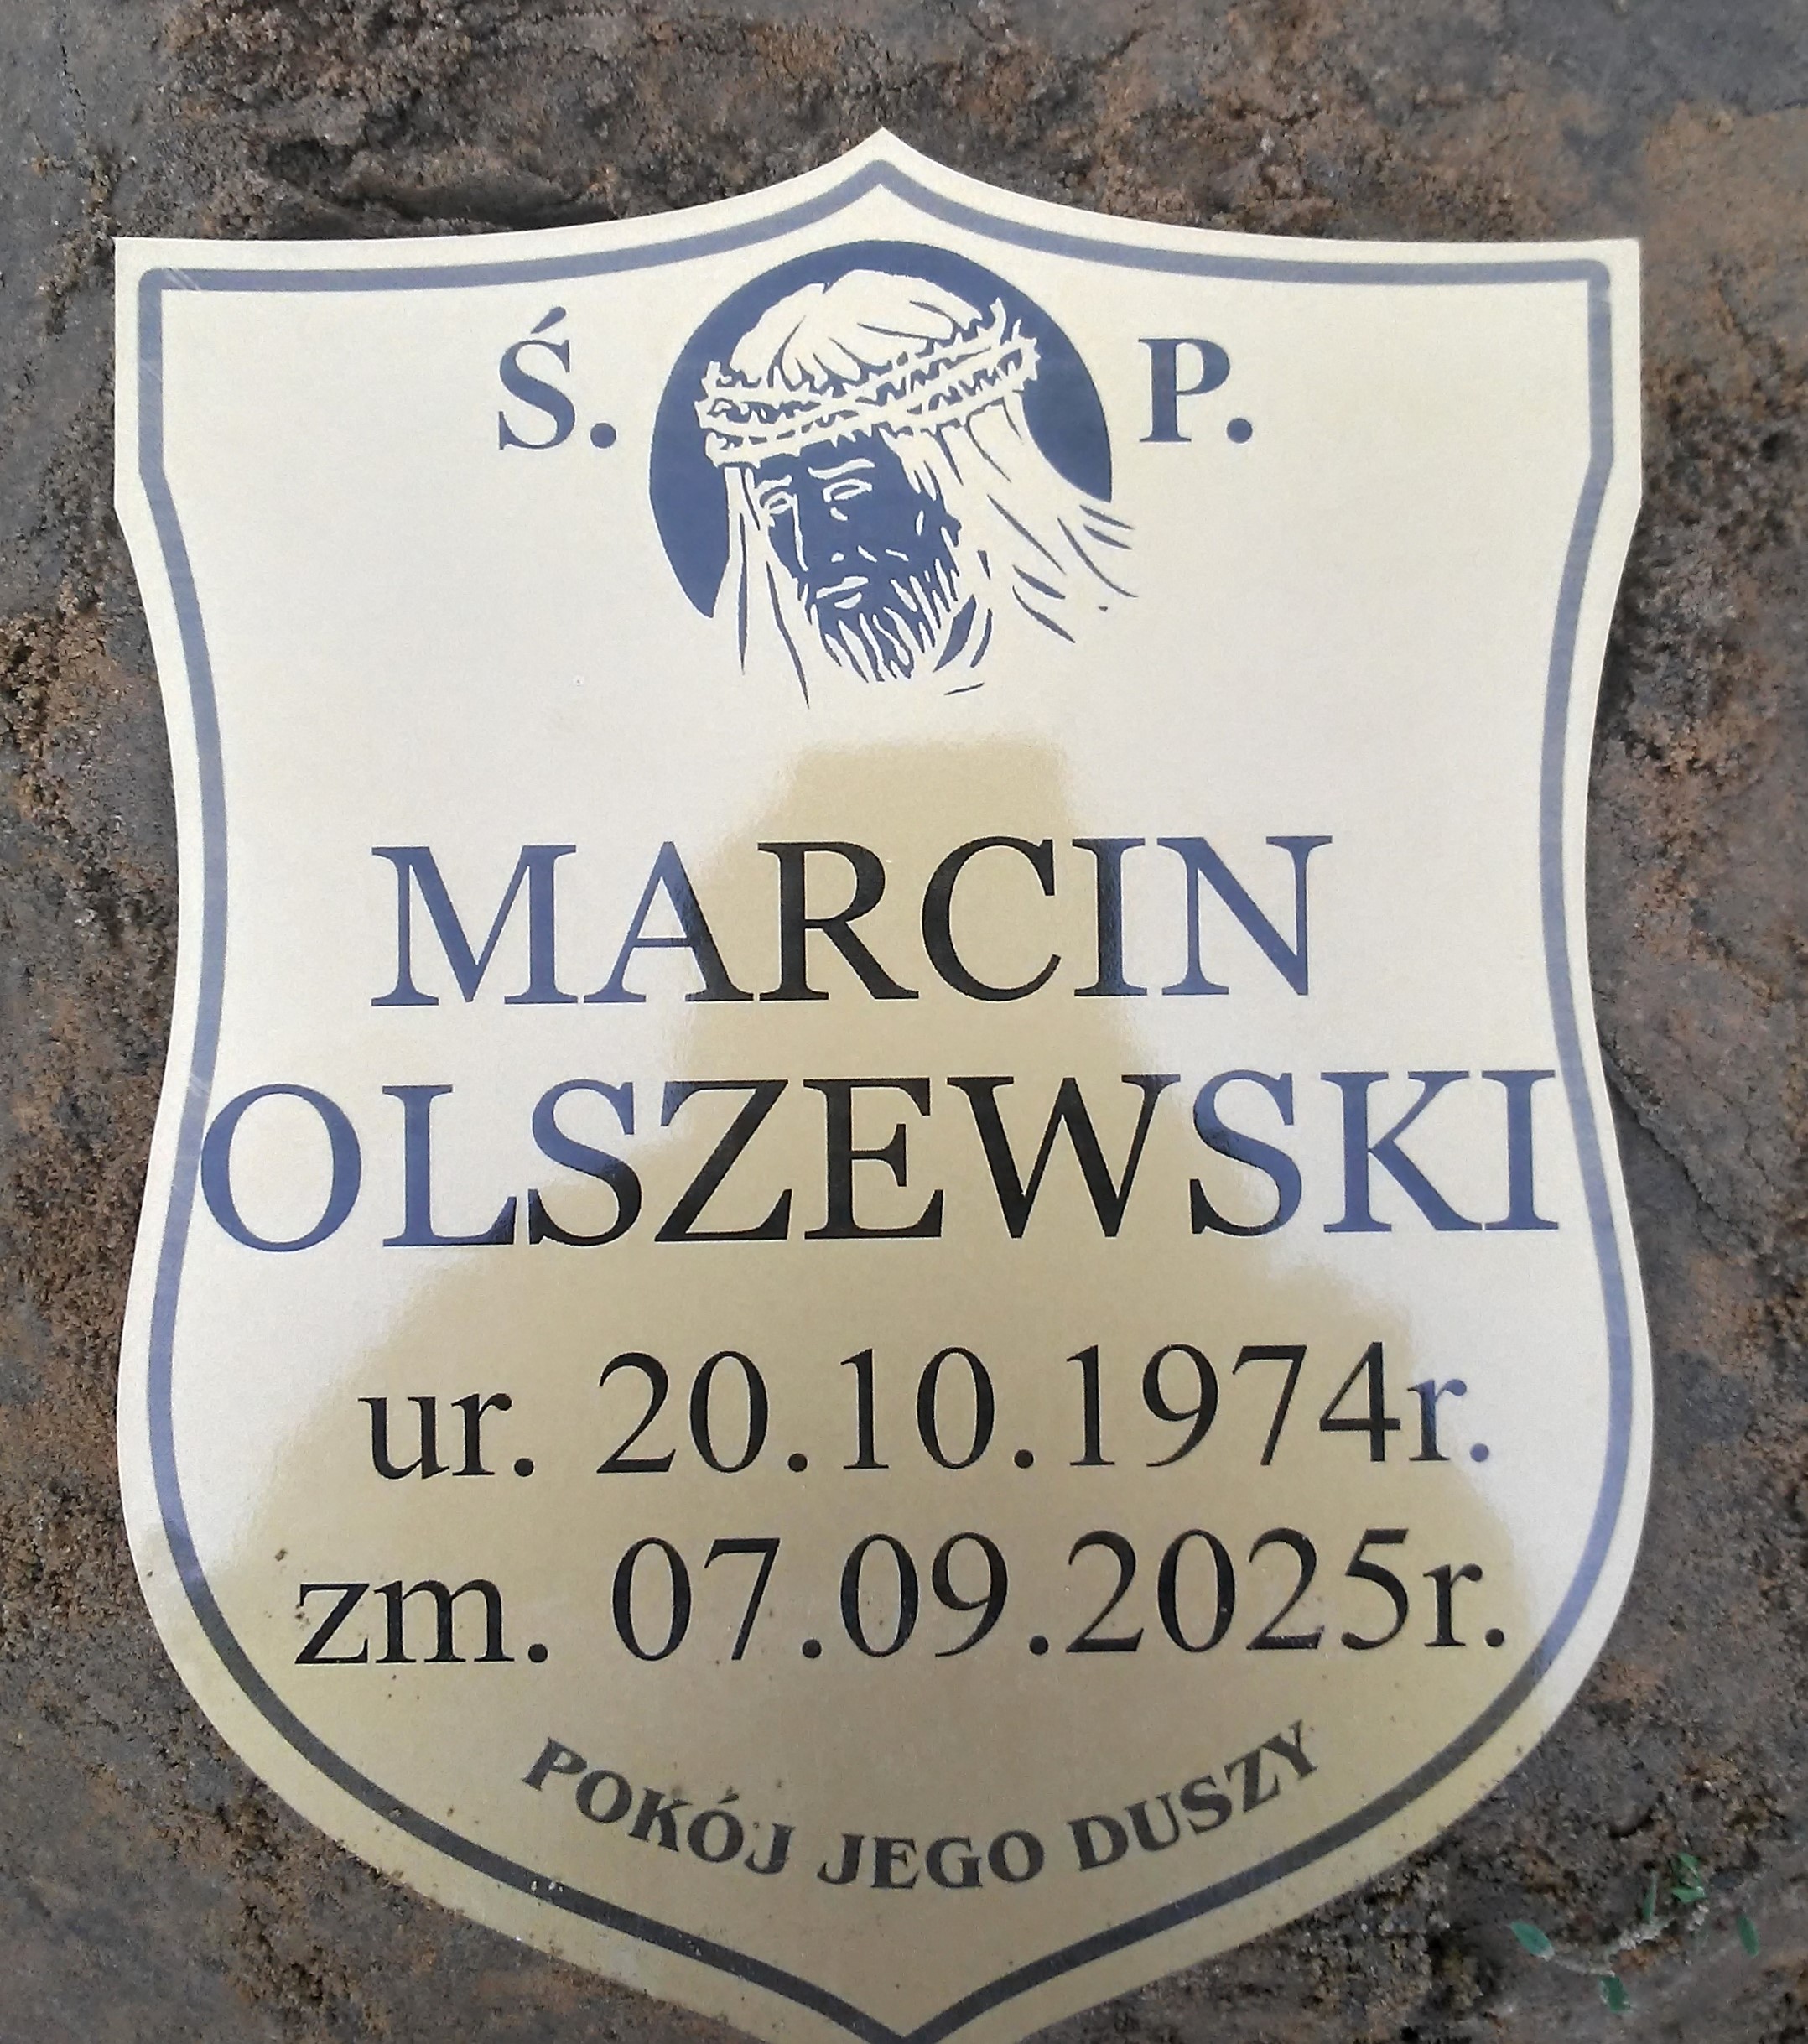 Ś. P.
MARCIN
OLSZEWSKI
ur. 20.10.1974r.
zm. 07.09.2025r.
POKÓJ JEGO DUSZY